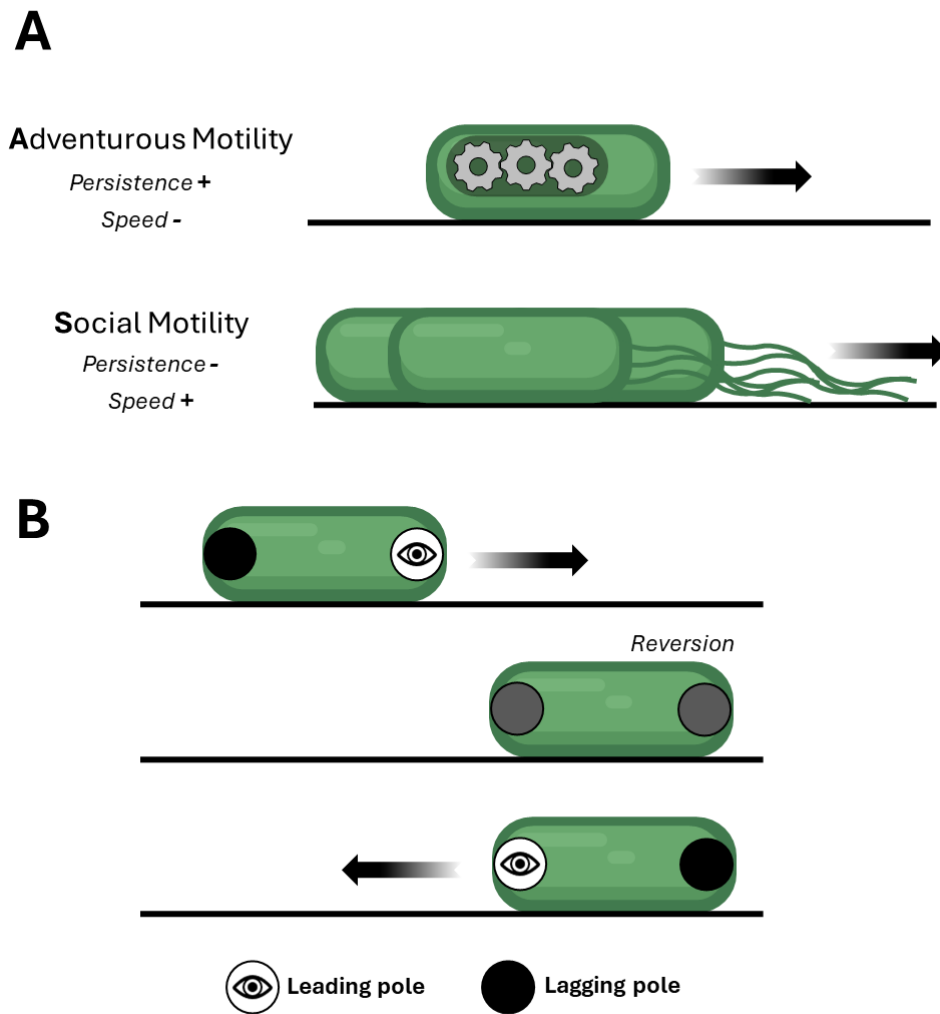 A
Adventurous Motility
Persistence +
Speed -
Social Motility
Persistence -
Speed +
B
Reversion
Leading pole
Lagging pole